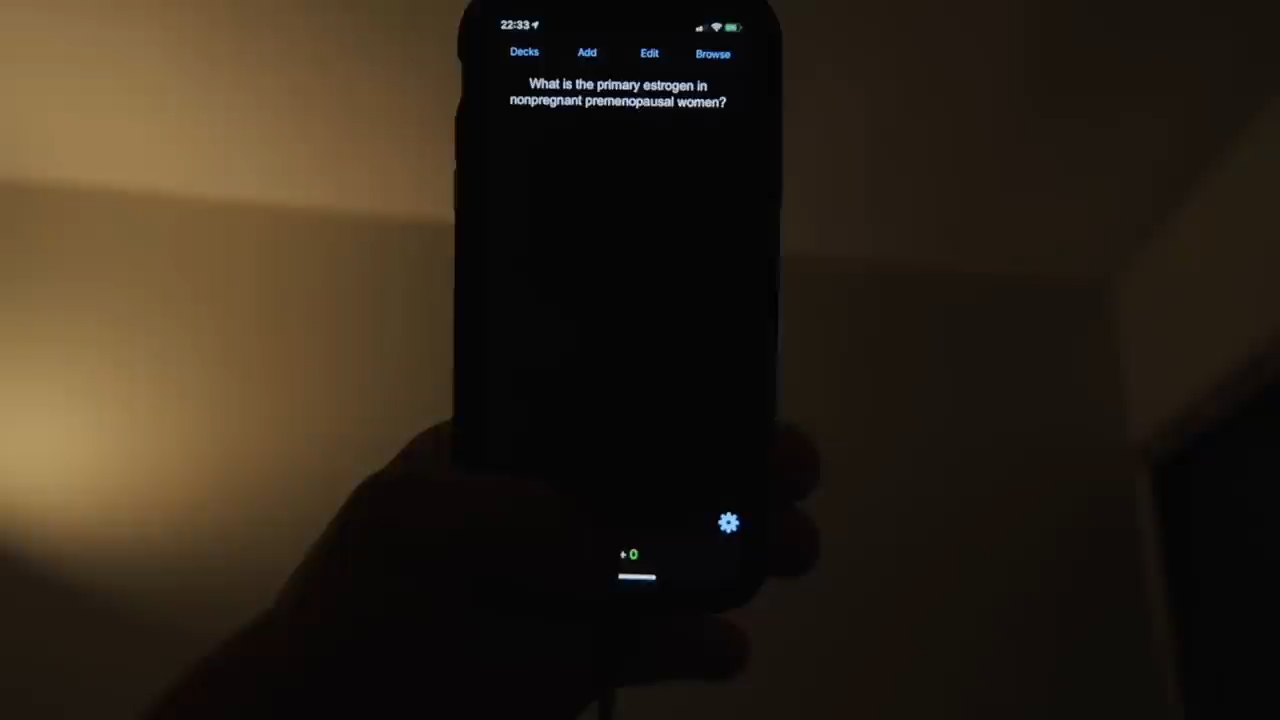 22:33
Decks Add Edit Browse
What is the primary estrogen in
nonpregnant premenopausal women?
+ 0